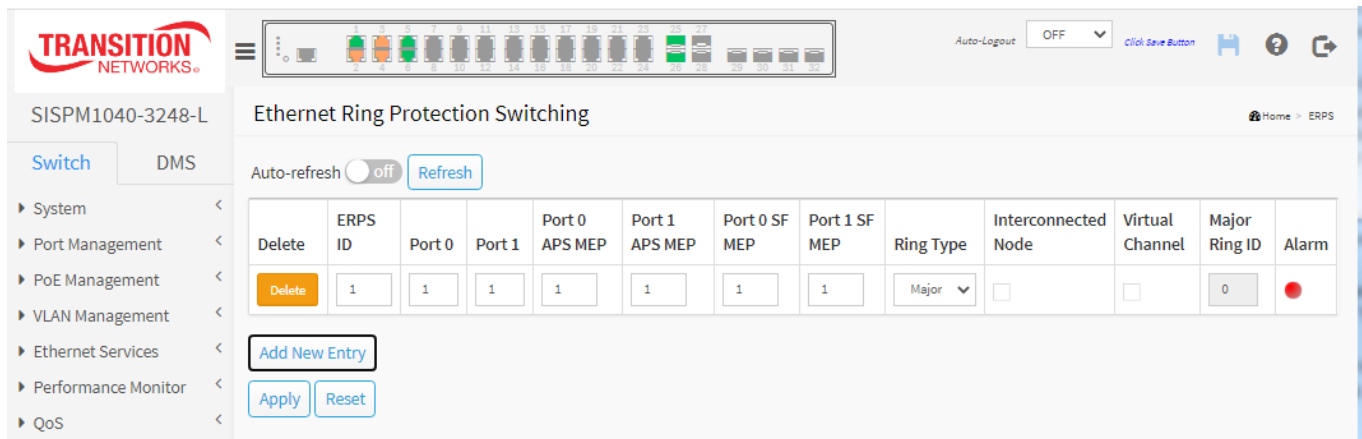 TRANSITION
NETWORKS®
1 3 5 7 9 11 13 15 17 19 21 23 25 27
2 4 6 8 10 12 14 16 18 20 22 24 26 28 29 30 31 32
Auto-Logout OFF Click Save Button
SISPM1040-3248-L
Ethernet Ring Protection Switching
Home > ERPS
Switch DMS
Auto-refresh off Refresh
System
Port Management
PoE Management
VLAN Management
Ethernet Services
Performance Monitor
QoS
Delete ERPS ID Port 0 Port 1 Port 0 APS MEP Port 1 APS MEP Port 0 SF MEP Port 1 SF MEP Ring Type Interconnected Node Virtual Channel Major Ring ID Alarm
Delete 1 1 1 1 1 1 1 Major 0
Add New Entry
Apply Reset